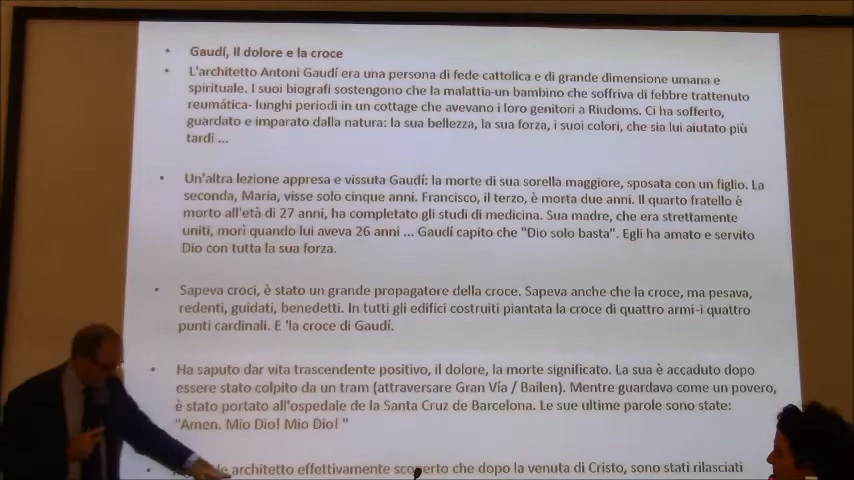 Gaudí, Il dolore e la croce
L'architetto Antoni Gaudí era una persona di fede cattolica e di grande dimensione umana e
spirituale. I suoi biografi sostengono che la malattia-un bambino che soffriva di febbre trattenuto
reumática- lunghi periodi in un cottage che avevano i loro genitori a Riudoms. Ci ha sofferto,
guardato e imparato dalla natura: la sua bellezza, la sua forza, i suoi colori, che sia lui aiutato più
tardi ...
Un'altra lezione appresa e vissuta Gaudí: la morte di sua sorella maggiore, sposata con un figlio. La
seconda, Maria, visse solo cinque anni. Francisco, il terzo, è morta due anni. Il quarto fratello è
morto all'età di 27 anni, ha completato gli studi di medicina. Sua madre, che era strettamente
uniti, morì quando lui aveva 26 anni ... Gaudí capito che "Dio solo basta". Egli ha amato e servito
Dio con tutta la sua forza.
Sapeva croci, è stato un grande propagatore della croce. Sapeva anche che la croce, ma pesava,
redenti, guidati, benedetti. In tutti gli edifici costruiti piantata la croce di quattro armi-i quattro
punti cardinali. E 'la croce di Gaudí.
Ha saputo dar vita trascendente positivo, il dolore, la morte significato. La sua è accaduto dopo
essere stato colpito da un tram (attraversare Gran Vía / Bailen). Mentre guardava come un povero,
è stato portato all'ospedale de la Santa Cruz de Barcelona. Le sue ultime parole sono state:
"Amen. Mio Dio! Mio Dio! "
architetto effettivamente scoperto che dopo la venuta di Cristo, sono stati rilasciati